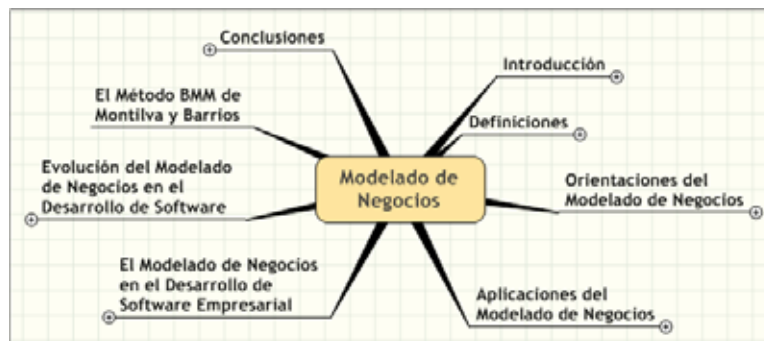 Conclusiones
Introducción
El Método BMM de
Montilva y Barrios
Definiciones
Evolución del Modelado
de Negocios en el
Desarrollo de Software
Modelado de
Negocios
Orientaciones del
Modelado de Negocios
El Modelado de Negocios
en el Desarrollo de
Software Empresarial
Aplicaciones del
Modelado de Negocios